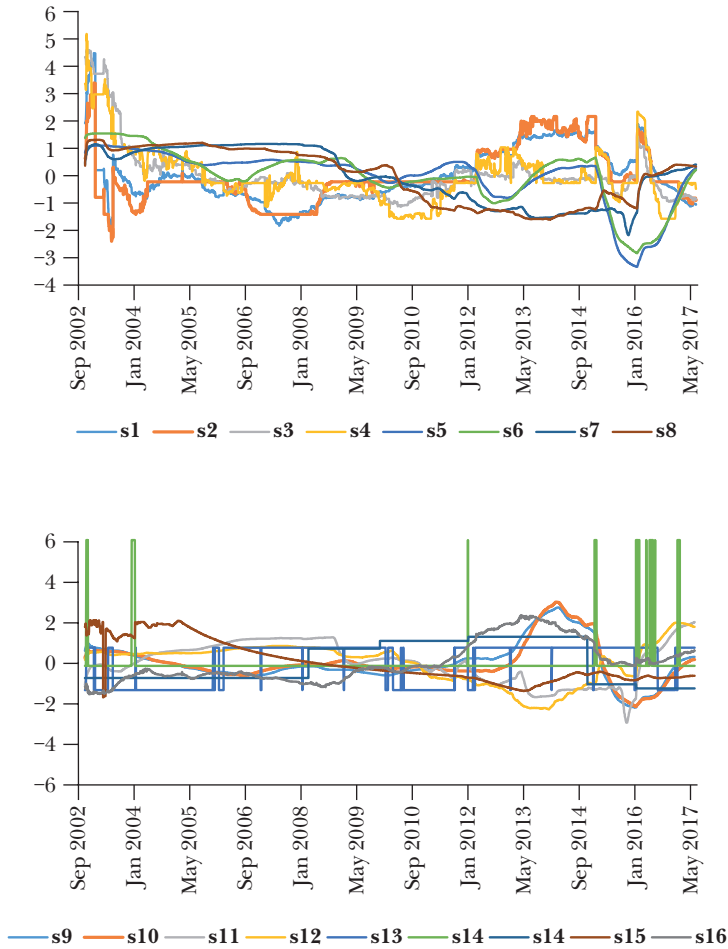 6
5
4
3
2
1
0
−1
−2
−3
−4
Sep 2002
Jan 2004
May 2005
Sep 2006
Jan 2008
May 2009
Sep 2010
Jan 2012
May 2013
Sep 2014
Jan 2016
May 2017
s1 s2 s3 s4 s5 s6 s7 s8
6
4
2
0
−2
−4
−6
Sep 2002
Jan 2004
May 2005
Sep 2006
Jan 2008
May 2009
Sep 2010
Jan 2012
May 2013
Sep 2014
Jan 2016
May 2017
s9 s10 s11 s12 s13 s14 s14 s15 s16